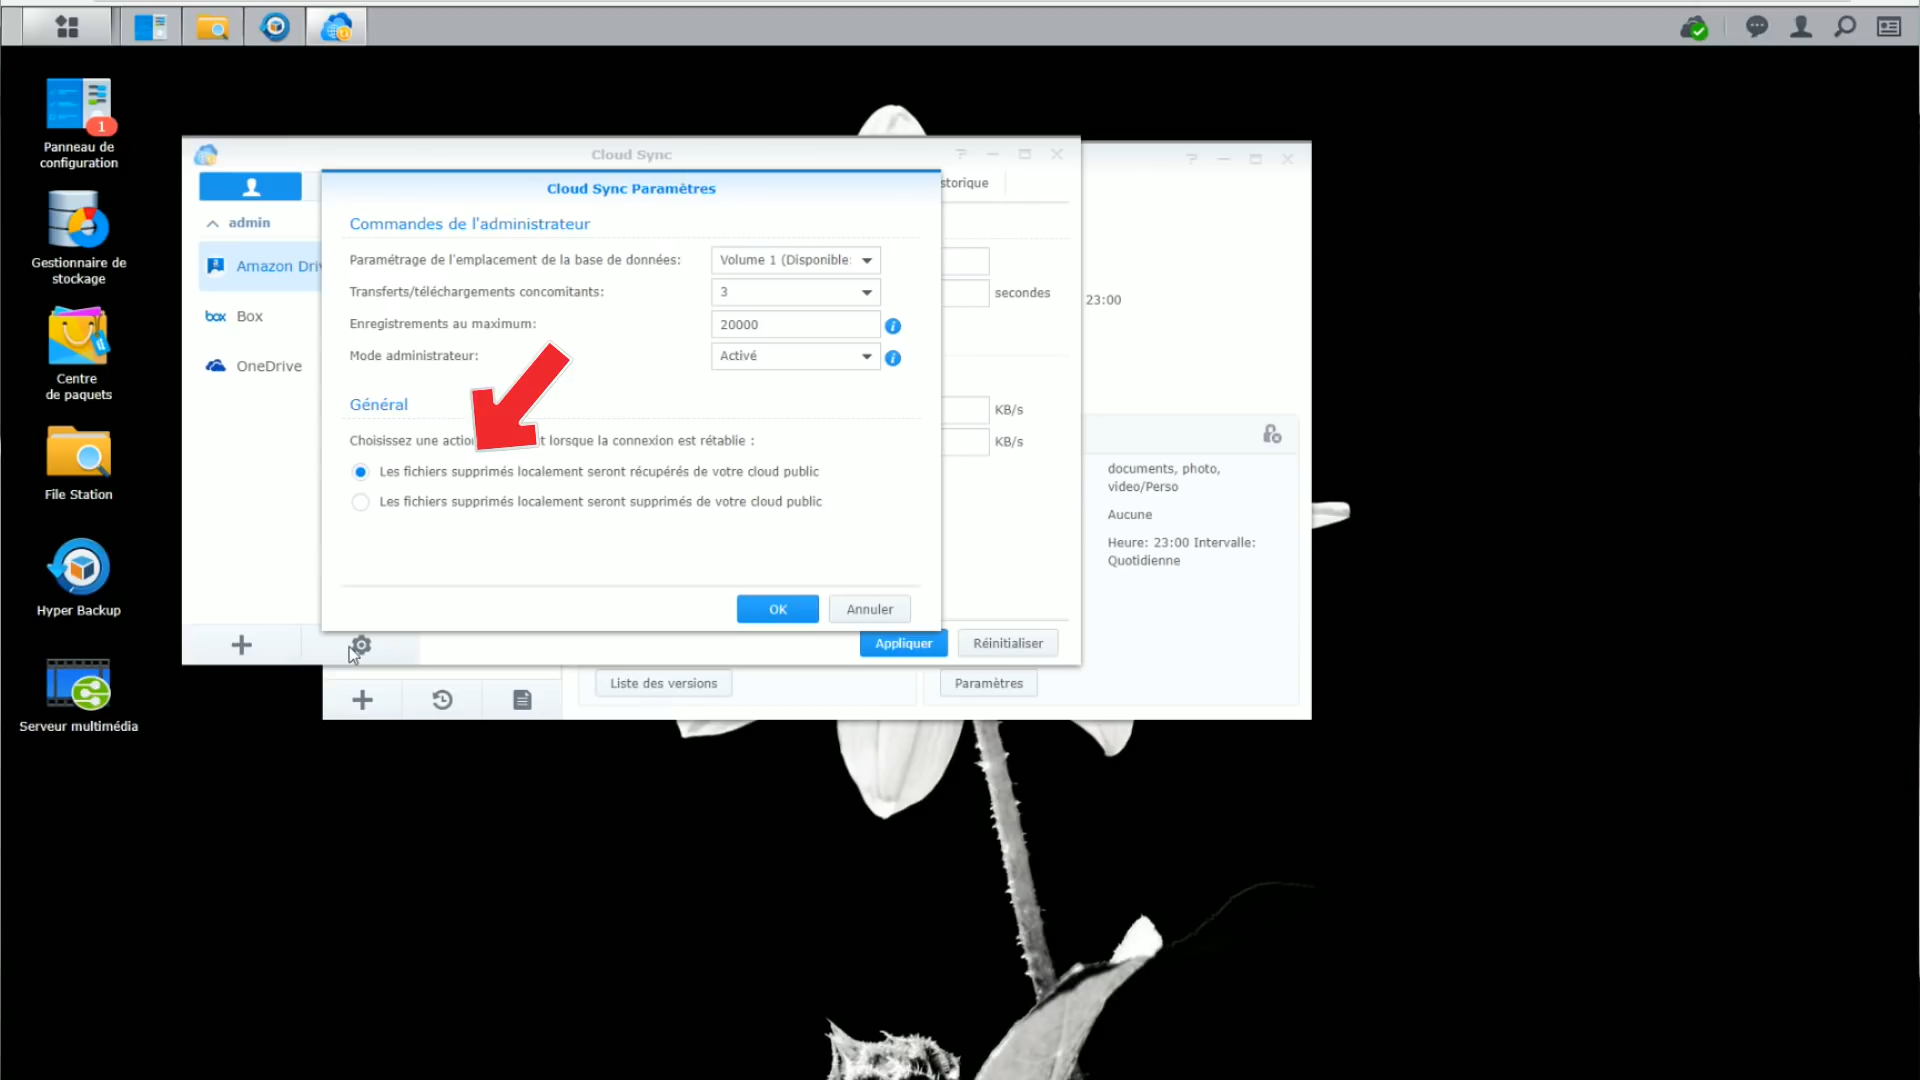 Panneau de
configuration
1
Gestionnaire de
stockage
Centre
de paquets
File Station
Hyper Backup
Serveur multimédia
Cloud Sync
admin
Amazon Driv
box Box
OneDrive
Cloud Sync Paramètres
Commandes de l'administrateur
Paramétrage de l'emplacement de la base de données: Volume 1 (Disponible:
Transferts/téléchargements concomitants: 3
Enregistrements au maximum: 20000
Mode administrateur: Activé
Général
Choisissez une action t lorsque la connexion est rétablie :
Les fichiers supprimés localement seront récupérés de votre cloud public
Les fichiers supprimés localement seront supprimés de votre cloud public
OK Annuler
storique
secondes
KB/s
KB/s
Appliquer Réinitialiser
23:00
documents, photo,
video/Perso
Aucune
Heure: 23:00 Intervalle:
Quotidienne
Liste des versions
Paramètres